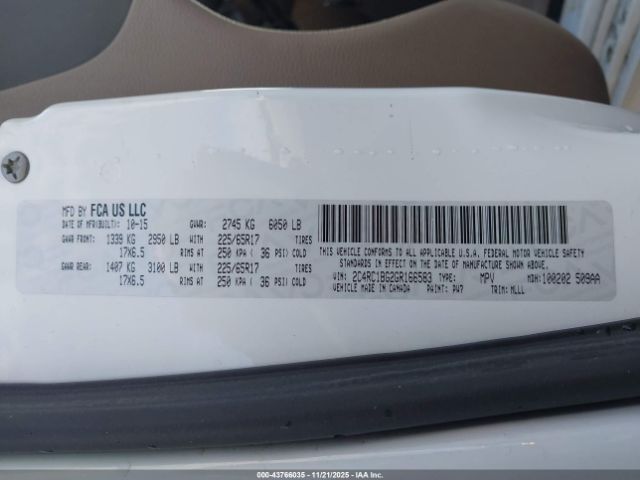 MFD BY FCA US LLC
DATE OF MFR(BUILT): 10-15 GVWR: 2745 KG 6050 LB
GAWR FRONT: 1339 KG 2950 LB WITH 225/65R17 TIRES
17X6.5 RIMS AT 250 KPA ( 36 PSI) COLD
GAWR REAR: 1407 KG 3100 LB WITH 225/65R17 TIRES
17X6.5 RIMS AT 250 KPA ( 36 PSI) COLD
THIS VEHICLE CONFORMS TO ALL APPLICABLE U.S.A. FEDERAL MOTOR VEHICLE SAFETY
STANDARDS IN EFFECT ON THE DATE OF MANUFACTURE SHOWN ABOVE.
VIN: 2C4RC1BG2GR166583 TYPE: MPV MDH: 100202 509AA
VEHICLE MADE IN CANADA PAINT: PW7 TRIM: MLLL
000-43766035 - 11/21/2025 - IAAI.COM